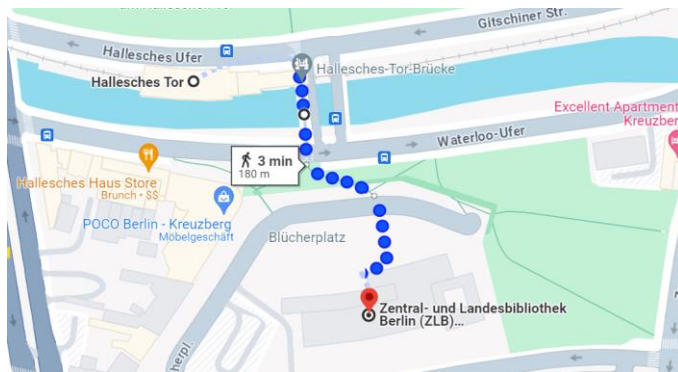 Gitschiner Str.
Hallesches Ufer
Hallesches-Tor-Brücke
Hallesches Tor
Excellent Apartment
Kreuzber
Waterloo-Ufer
3 min
180 m
Hallesches Haus Store
Brunch • $$
POCO Berlin - Kreuzberg
Möbelgeschäft
Blücherplatz
Zentral- und Landesbibliothek
Berlin (ZLB)...
cherpl.